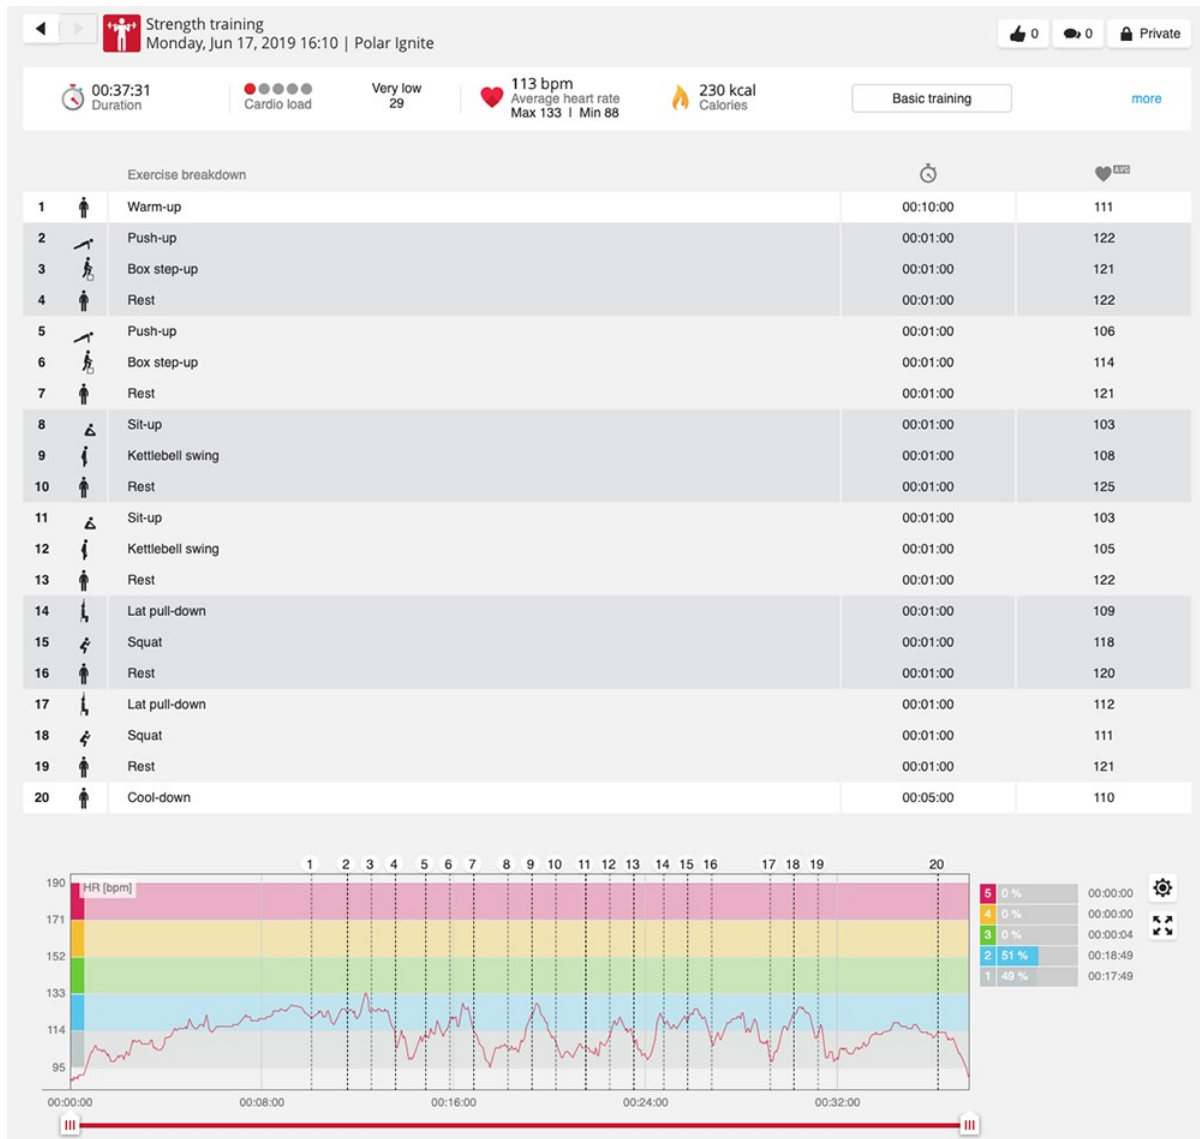 Strength training
Monday, Jun 17, 2019 16:10 | Polar Ignite
0 0 Private
00:37:31
Duration
Cardio load
Very low
29
113 bpm
Average heart rate
Max 133 | Min 88
230 kcal
Calories
Basic training
more
Exercise breakdown AVG
1 Warm-up 00:10:00 111
2 Push-up 00:01:00 122
3 Box step-up 00:01:00 121
4 Rest 00:01:00 122
5 Push-up 00:01:00 106
6 Box step-up 00:01:00 114
7 Rest 00:01:00 121
8 Sit-up 00:01:00 103
9 Kettlebell swing 00:01:00 108
10 Rest 00:01:00 125
11 Sit-up 00:01:00 103
12 Kettlebell swing 00:01:00 105
13 Rest 00:01:00 122
14 Lat pull-down 00:01:00 109
15 Squat 00:01:00 118
16 Rest 00:01:00 120
17 Lat pull-down 00:01:00 112
18 Squat 00:01:00 111
19 Rest 00:01:00 121
20 Cool-down 00:05:00 110
1 2 3 4 5 6 7 8 9 10 11 12 13 14 15 16 17 18 19 20
HR [bpm]
190
171
152
133
114
95
00:00:00 00:08:00 00:16:00 00:24:00 00:32:00
5 0 % 00:00:00
4 0 % 00:00:00
3 0 % 00:00:04
2 51 % 00:18:49
1 49 % 00:17:49